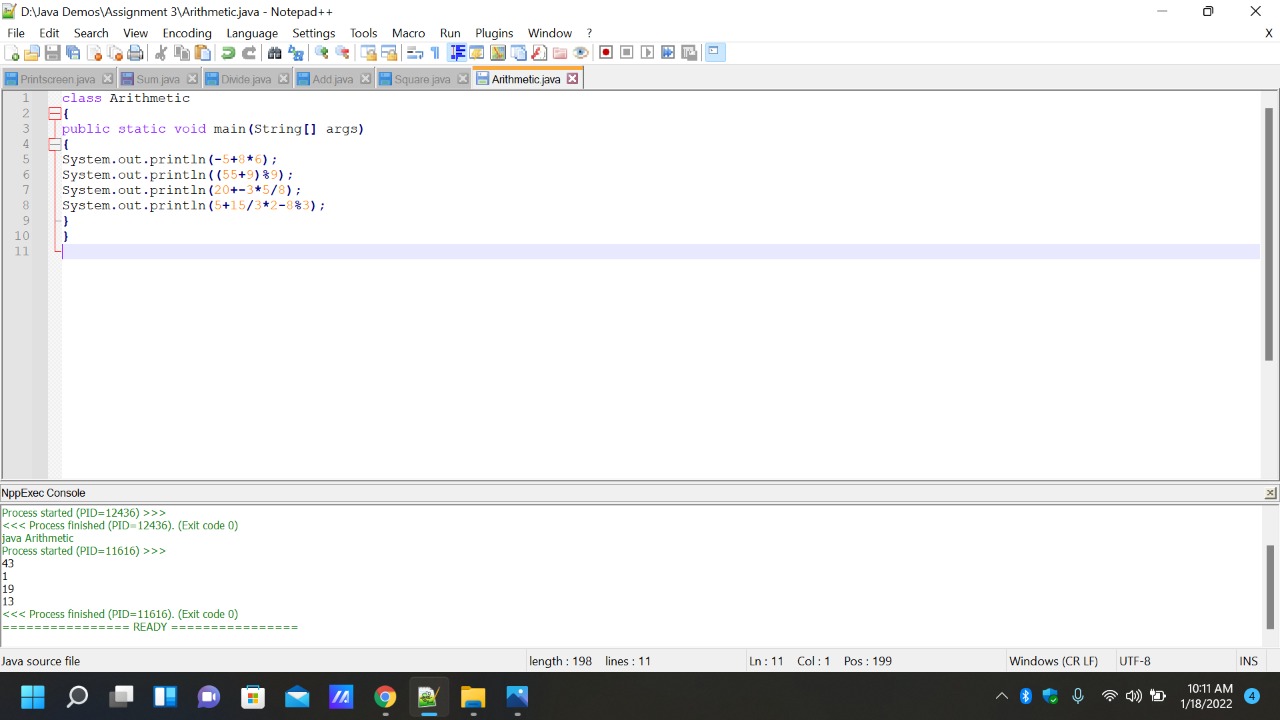 D:\Java Demos\Assignment 3\Arithmetic.java - Notepad++
File Edit Search View Encoding Language Settings Tools Macro Run Plugins Window ? X
Printscreen.java Sum.java Divide.java Add.java Square.java Arithmetic.java
1 class Arithmetic
2 {
3 public static void main(String[] args)
4 {
5 System.out.println(-5+8*6);
6 System.out.println((55+9)%9);
7 System.out.println(20+-3*5/8);
8 System.out.println(5+15/3*2-8%3);
9 }
10 }
11
NppExec Console
Process started (PID=12436) >>>
<<< Process finished (PID=12436). (Exit code 0)
java Arithmetic
Process started (PID=11616) >>>
43
1
19
13
<<< Process finished (PID=11616). (Exit code 0)
================ READY ================
Java source file length : 198 lines : 11 Ln : 11 Col : 1 Pos : 199 Windows (CR LF) UTF-8 INS
10:11 AM
1/18/2022
4